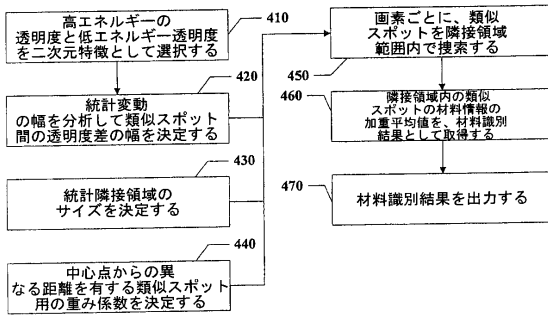 410
高エネルギーの
透明度と低エネルギー透明度
を二次元特徴として選択する
420
統計変動
の幅を分析して類似スポット
間の透明度差の幅を決定する
430
統計隣接領域の
サイズを決定する
440
中心点からの異
なる距離を有する類似スポット
用の重み係数を決定する
画素ごとに、類似
スポットを隣接領域
範囲内で捜索する
450
460
隣接領域内の類似
スポットの材料情報の
加重平均値を、材料識別
結果として取得する
470
材料識別結果を出力する